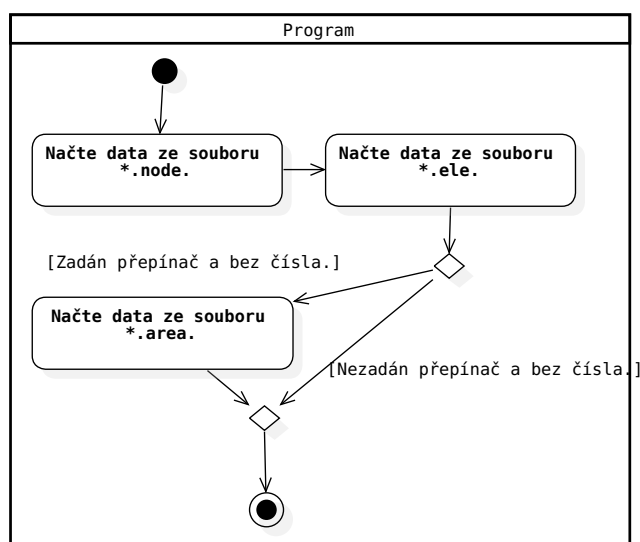 Program
Načte data ze souboru
*.node.
Načte data ze souboru
*.ele.
[Zadán přepínač a bez čísla.]
Načte data ze souboru
*.area.
[Nezadán přepínač a bez čísla.]